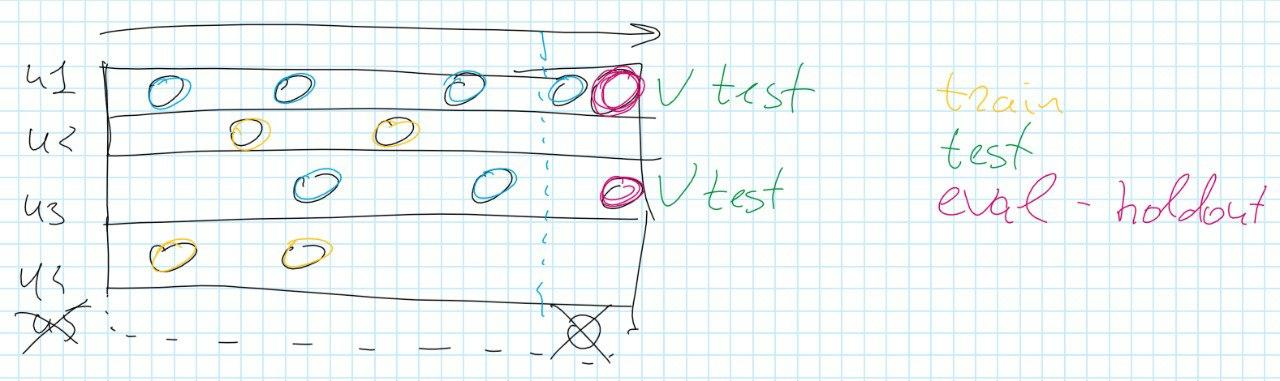 u1
√ test
u2
u3
√ test
u4
train
test
eval - holdout